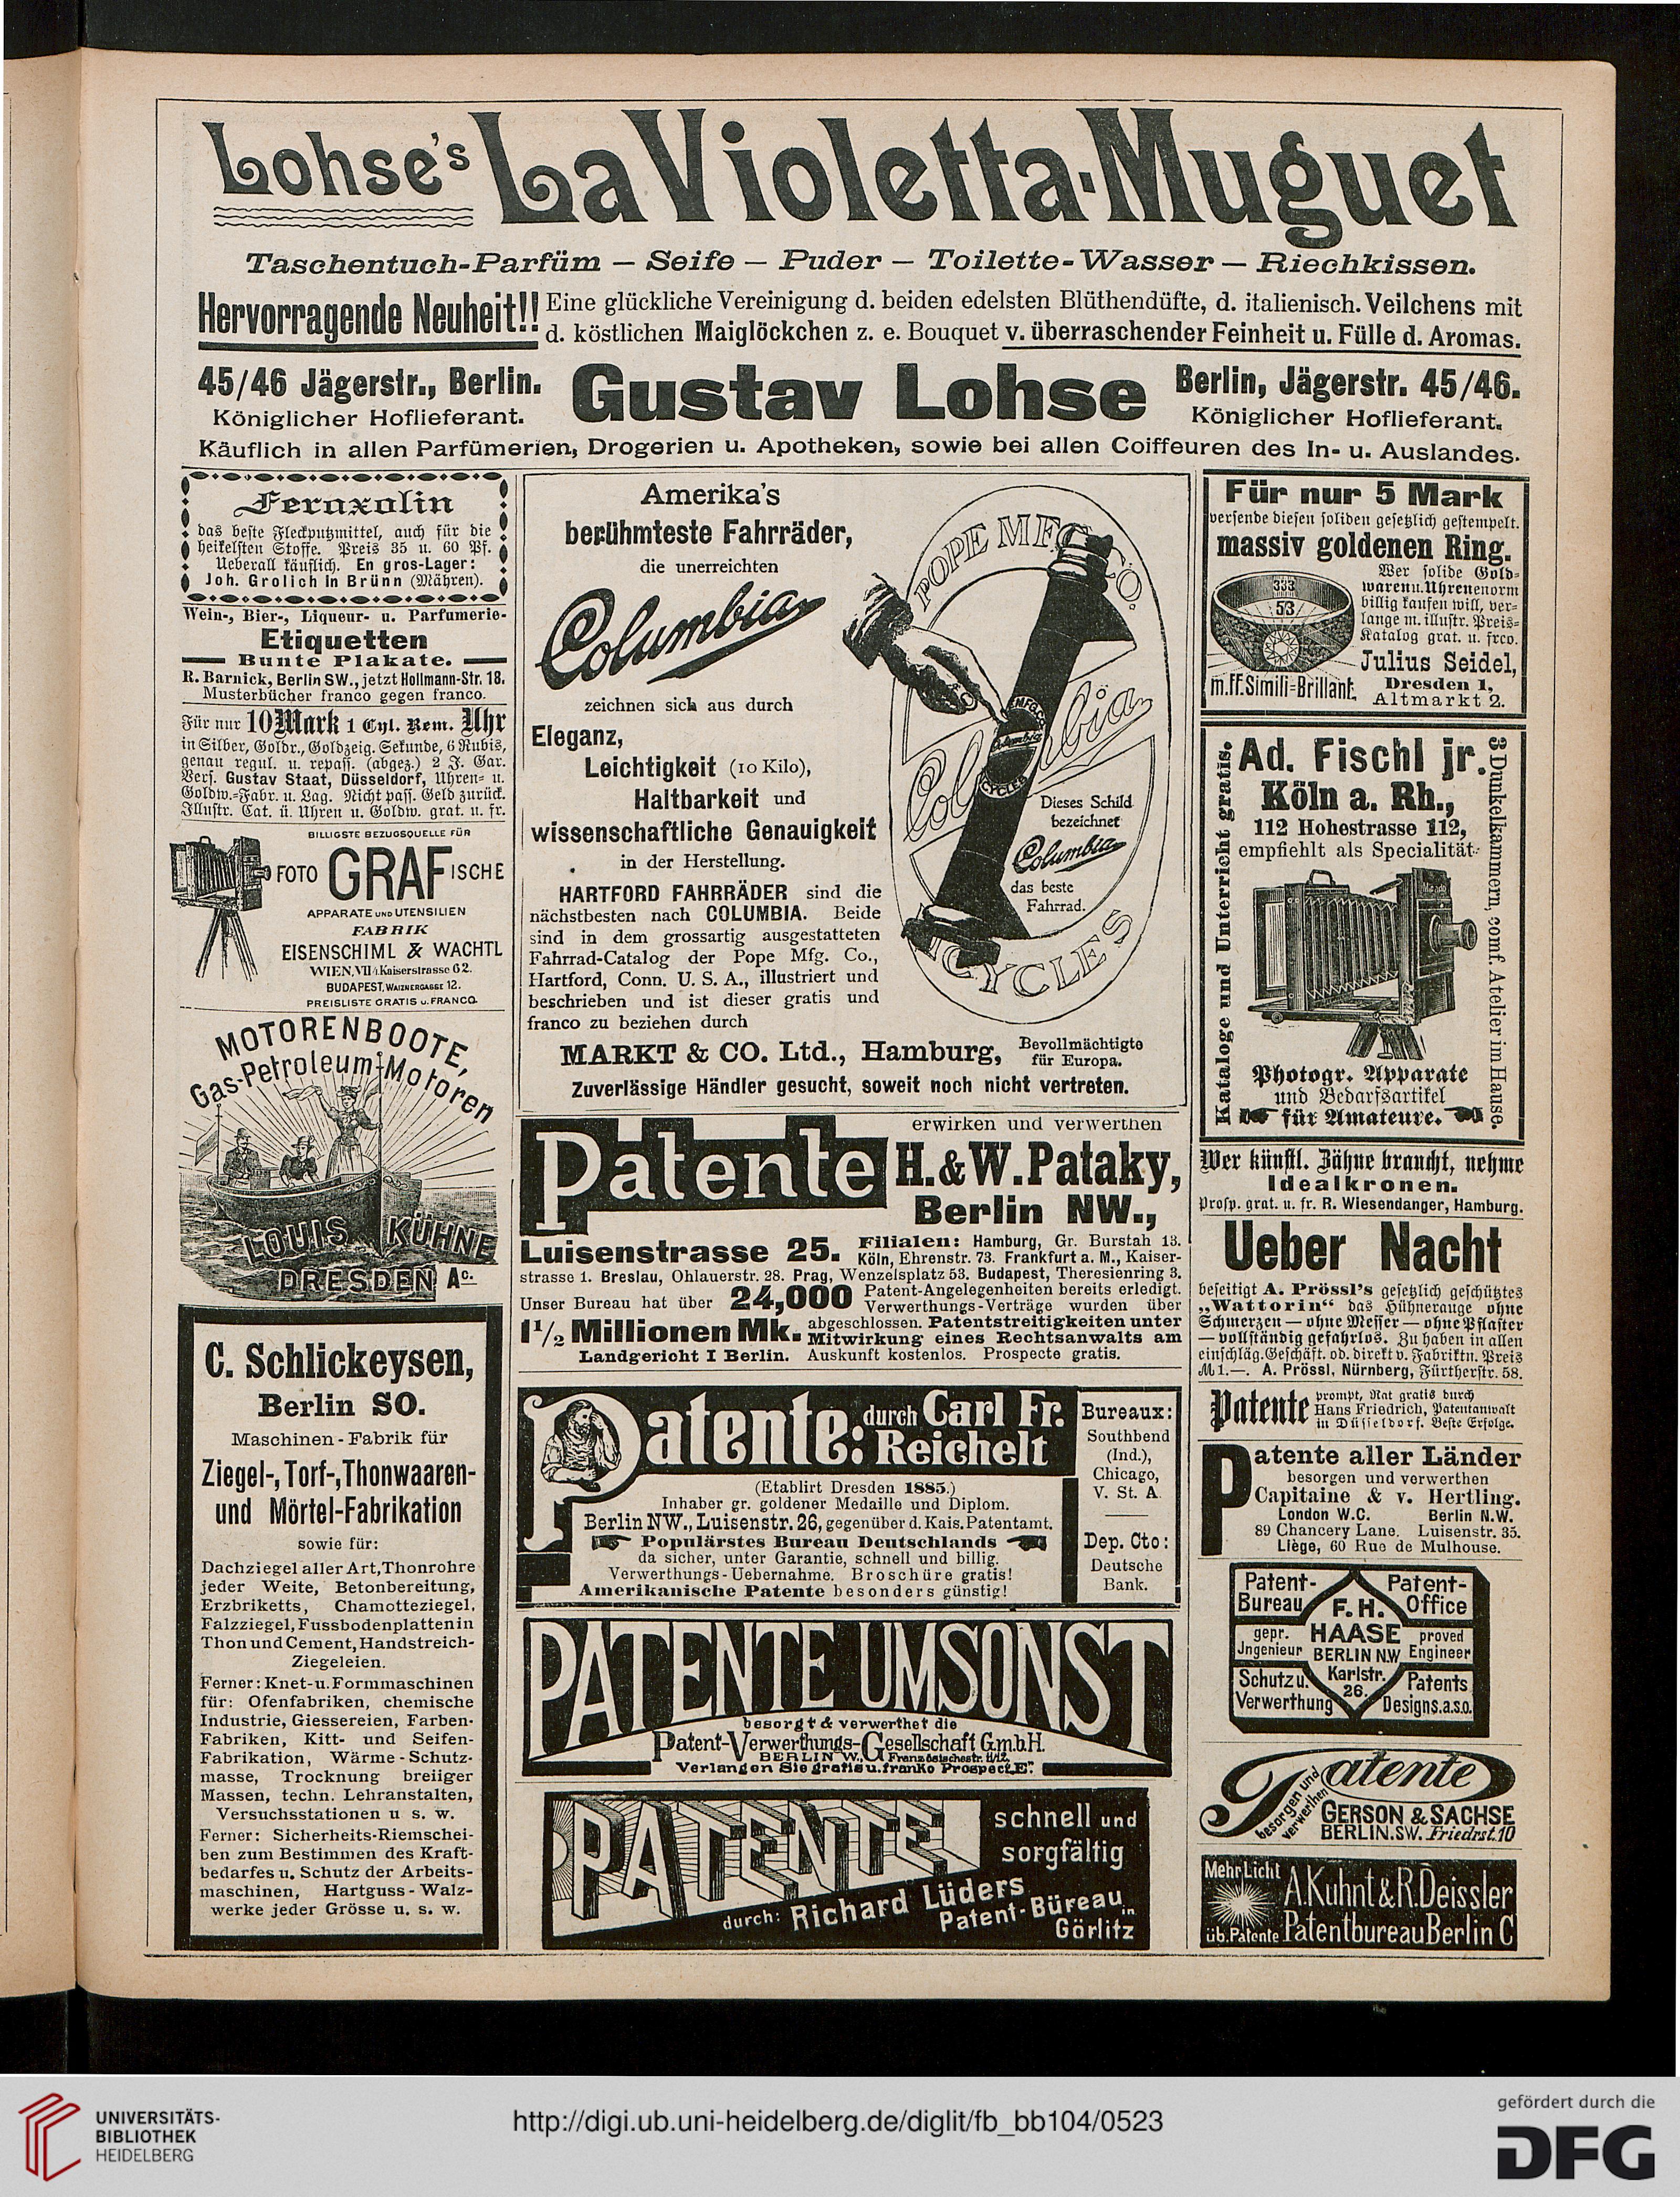 Lohse's La Violetta-Muguet
Taschentuch-Parfüm — Seife — Puder — Toilette-Wasser — Riechkissen.
Hervorragende Neuheit!! Eine glückliche Vereinigung d. beiden edelsten Blüthendüfte, d. italienisch. Veilchens mit
d. köstlichen Maiglöckchen z. e. Bouquet v. überraschender Feinheit u. Fülle d. Aromas.
45/46 Jägerstr., Berlin.
Königlicher Hoflieferant.
Gustav Lohse
Berlin, Jägerstr. 45/46.
Königlicher Hoflieferant.
Käuflich in allen Parfümerien, Drogerien u. Apotheken, sowie bei allen Coiffeuren des In- u. Auslandes.
Feraxolin
das beste Fleckputzmittel, auch für die
heikelsten Stoffe. Preis 35 u. 60 Pf.
Ueberall käuflich. En gros-Lager:
Joh. Grolich in Brünn (Mähren).
Wein-, Bier-, Liqueur- u. Parfumerie-
Etiquetten
Bunte Plakate.
R. Barnick, Berlin SW., jetzt Hollmann-Str. 18.
Musterbücher franco gegen franco.
Für nur 10 Mark 1 Cyl. Rem. Uhr
in Silber, Goldr., Goldzeig. Sekunde, 6 Rubis,
genau regul. u. repass. (abgez.) 2 J. Gar.
Vers. Gustav Staat, Düsseldorf, Uhren- u.
Goldw.-Fabr. u. Lag. Nicht pass. Geld zurück.
Illustr. Cat. ü. Uhren u. Goldw. grat. u. fr.
BILLIGSTE BEZUGSQUELLE FÜR
FOTO GRAFISCHE
APPARATE UND UTENSILIEN
FABRIK
EISENSCHIML & WACHTL
WIEN, VII/1 Kaiserstrasse 62.
BUDAPEST, WAIZNERGASSE 12.
PREISLISTE GRATIS u. FRANCO.
MOTORENBOOTE,
Gas-Petroleum-Motoren
LOUIS KÜHNE
DRESDEN Ac.
C. Schlickeysen,
Berlin SO.
Maschinen-Fabrik für
Ziegel-, Torf-, Thonwaaren-
und Mörtel-Fabrikation
sowie für:
Dachziegel aller Art, Thonrohre
jeder Weite, Betonbereitung,
Erzbriketts, Chamotteziegel,
Falzziegel, Fussbodenplatten in
Thon und Cement, Handstreich-
Ziegeleien.
Ferner: Knet- u. Formmaschinen
für: Ofenfabriken, chemische
Industrie, Giessereien, Farben-
Fabriken, Kitt- und Seifen-
Fabrikation, Wärme-Schutz-
masse, Trocknung breiiger
Massen, techn. Lehranstalten,
Versuchsstationen u s. w.
Ferner: Sicherheits-Riemschei-
ben zum Bestimmen des Kraft-
bedarfes u. Schutz der Arbeits-
maschinen, Hartguss-Walz-
werke jeder Grösse u. s. w.
Amerika's
berühmteste Fahrräder,
die unerreichten
Columbia
zeichnen sich aus durch
Eleganz,
Leichtigkeit (10 Kilo),
Haltbarkeit und
wissenschaftliche Genauigkeit
in der Herstellung.
HARTFORD FAHRRÄDER sind die
nächstbesten nach COLUMBIA. Beide
sind in dem grossartig ausgestatteten
Fahrrad-Catalog der Pope Mfg. Co.,
Hartford, Conn. U. S. A., illustriert und
beschrieben und ist dieser gratis und
franco zu beziehen durch
POPE MFG CO.
Columbia
CYCLES
MFG.CO
Columbia
CYCLES
Dieses Schild
bezeichnet
Columbia
das beste
Fahrrad.
MARKT & CO. Ltd., Hamburg, Bevollmächtigte
für Europa.
Zuverlässige Händler gesucht, soweit noch nicht vertreten.
Patente erwirken und verwerthen
H. & W. Pataky,
Berlin NW.,
Luisenstrasse 25. Filialen: Hamburg, Gr. Burstah 13.
Köln, Ehrenstr. 73. Frankfurt a. M., Kaiser-
strasse 1. Breslau, Ohlauerstr. 28. Prag, Wenzelsplatz 53. Budapest, Theresienring 3.
Unser Bureau hat über 24,000 Patent-Angelegenheiten bereits erledigt.
Verwerthungs-Verträge wurden über
1 1/2 Millionen Mk. abgeschlossen. Patentstreitigkeiten unter
Mitwirkung eines Rechtsanwalts am
Landgericht I Berlin. Auskunft kostenlos. Prospecte gratis.
Patente: durch Carl Fr.
Reichelt
(Etablirt Dresden 1885.)
Inhaber gr. goldener Medaille und Diplom.
Berlin NW., Luisenstr. 26, gegenüber d. Kais. Patentamt.
Populärstes Bureau Deutschlands
da sicher, unter Garantie, schnell und billig.
Verwerthungs-Uebernahme. Broschüre gratis!
Amerikanische Patente besonders günstig!
Bureaux:
Southbend
(Ind.),
Chicago,
V. St. A.
Dep. Cto:
Deutsche
Bank.
PATENTE UMSONST
besorgt & verwerthet die
Patent-Verwerthungs-Gesellschaft G.m.b.H.
BERLIN W., Französischestr. 11/12.
Verlangen Sie gratis u. franko Prospect „E".
PATENTE
schnell und
sorgfältig
durch: Richard Lüders
Patent-Büreau in
Görlitz
Für nur 5 Mark
versende diesen soliden gesetzlich gestempelt.
massiv goldenen Ring.
333
53
Wer solide Gold-
waren u. Uhren enorm
billig kaufen will, ver-
lange m. illustr. Preis-
Katalog grat. u. frco.
Julius Seidel,
Dresden 1,
Altmarkt 2.
m. ff. Simili-Brillant.
Kataloge und Unterricht gratis.
Ad. Fischl jr.
Köln a. Rh.,
112 Hohestrasse 112,
empfiehlt als Specialität:
Photogr. Apparate
und Bedarfsartikel
für Amateure.
3 Dunkelkammern, comf. Atelier im Hause.
Wer künstl. Zähne braucht, nehme
Idealkronen.
Prosp. grat. u. fr. R. Wiesendanger, Hamburg.
Ueber Nacht
beseitigt A. Prössl's gesetzlich geschütztes
„Wattorin" das Hühnerauge ohne
Schmerzen — ohne Messer — ohne Pflaster
— vollständig gefahrlos. Zu haben in allen
einschläg. Geschäft. od. direkt v. Fabriktn. Preis
M 1.—. A. Prössl, Nürnberg, Fürtherstr. 58.
Patente prompt, Rat gratis durch
Hans Friedrich, Patentanwalt
in Düsseldorf. Beste Erfolge.
Patente aller Länder
besorgen und verwerthen
Capitaine & v. Hertling.
London W.C. Berlin N.W.
89 Chancery Lane. Luisenstr. 35.
Liège, 60 Rue de Mulhouse.
Patent-
Bureau
Patent-
Office
F. H.
HAASE
BERLIN NW
Karlstr.
26.
gepr.
Jngenieur
proved
Engineer
Schutz u.
Verwerthung
Patents
Designs. a.s.o.
Patente
besorgen und
verwerthen
GERSON & SACHSE
BERLIN. SW. Friedrst. 10
Mehr Licht
üb. Patente
A. Kuhnt & R. Deissler
Patentbureau Berlin C
UNIVERSITÄTS-
BIBLIOTHEK
HEIDELBERG
http://digi.ub.uni-heidelberg.de/diglit/fb_bb104/0523
gefördert durch die
DFG